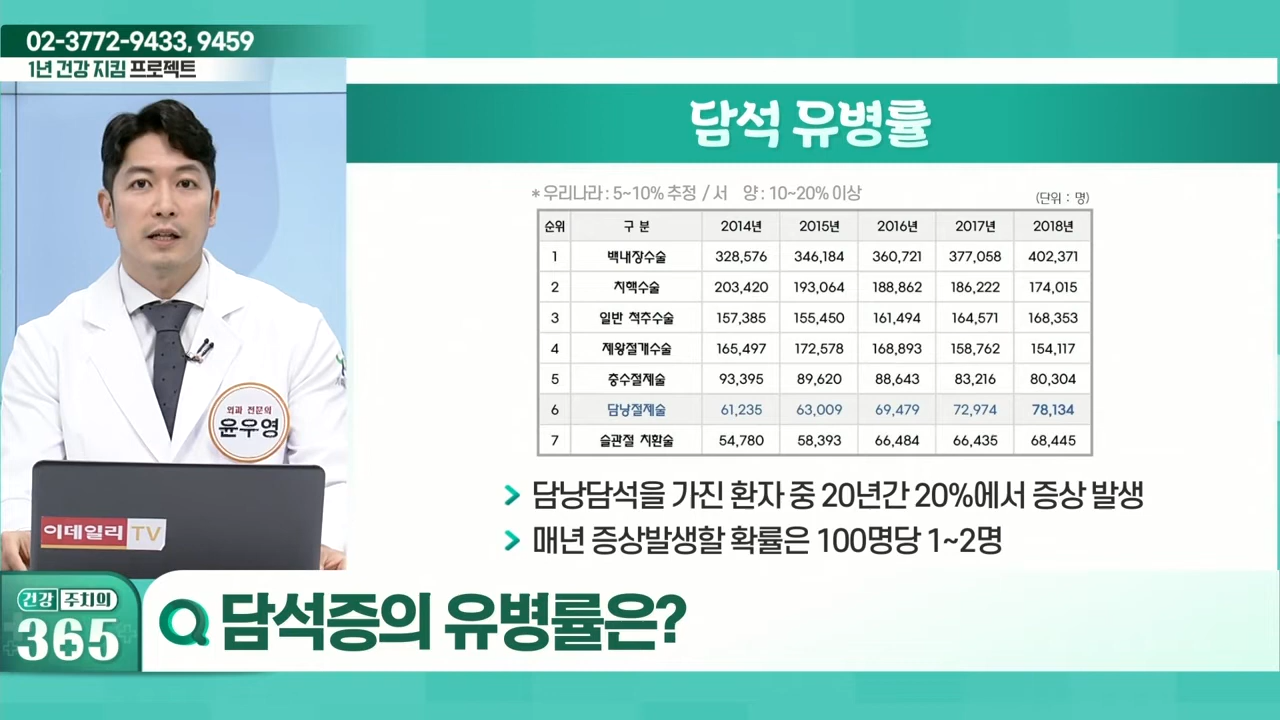 02-3772-9433, 9459
1년 건강 지킴 프로젝트
담석 유병률
* 우리나라 : 5~10% 추정 / 서 양 : 10~20% 이상
(단위 : 명)
순위 구 분 2014년 2015년 2016년 2017년 2018년
1 백내장수술 328,576 346,184 360,721 377,058 402,371
2 치핵수술 203,420 193,064 188,862 186,222 174,015
3 일반 척추수술 157,385 155,450 161,494 164,571 168,353
4 제왕절개수술 165,497 172,578 168,893 158,762 154,117
5 충수절제술 93,395 89,620 88,643 83,216 80,304
6 담낭절제술 61,235 63,009 69,479 72,974 78,134
7 슬관절 치환술 54,780 58,393 66,484 66,435 68,445
담낭담석을 가진 환자 중 20년간 20%에서 증상 발생
매년 증상발생할 확률은 100명당 1~2명
외과 전문의
윤우영
이데일리 TV
건강 주치의
365
Q 담석증의 유병률은?